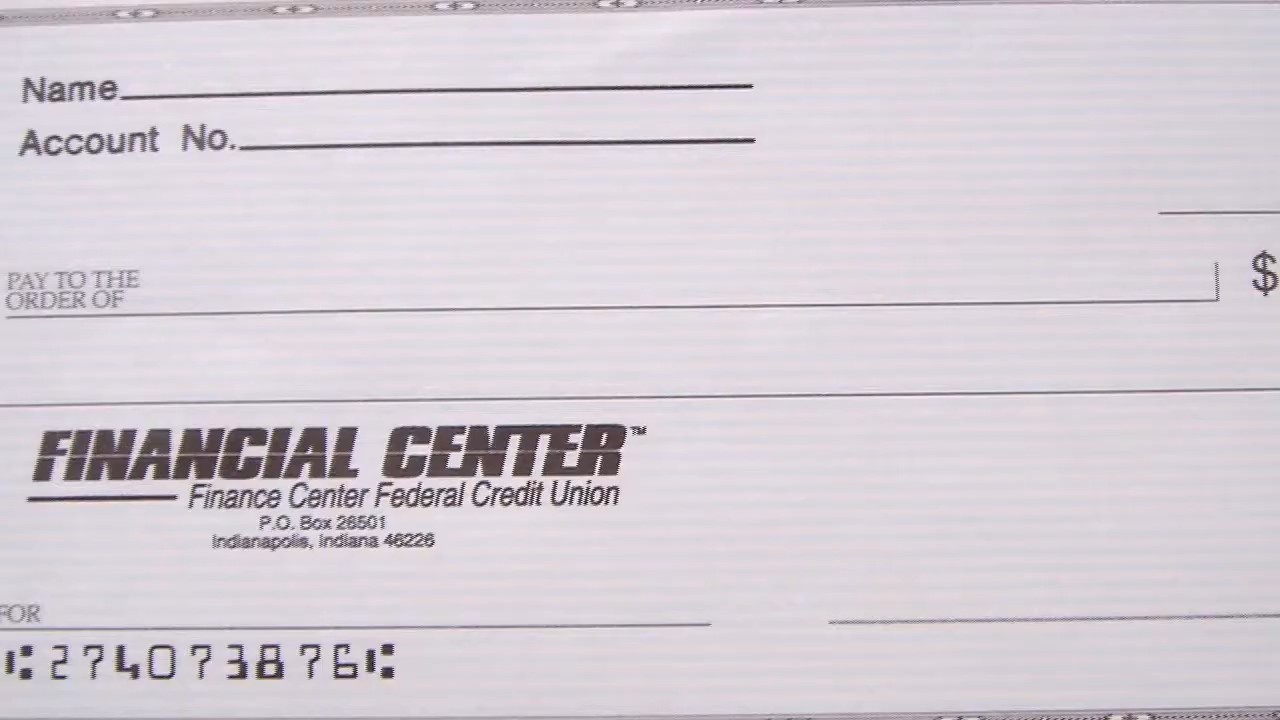 Name
Account No.
PAY TO THE
ORDER OF
$
FINANCIAL CENTER™
Finance Center Federal Credit Union
P.O. Box 26501
Indianapolis, Indiana 46226
FOR
⑆274073876⑆